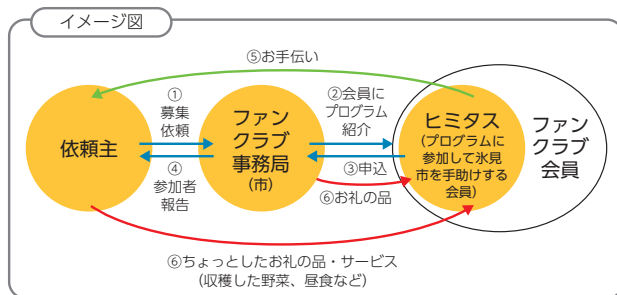 イメージ図
⑤お手伝い
①
募集
依頼
②会員に
プログラム
紹介
依頼主
ファン
クラブ
事務局
(市)
ヒミタス
(プログラムに
参加して氷見
市を手助けする
会員)
ファン
クラブ
会員
④
参加者
報告
③申込
⑥お礼の品
⑥ちょっとしたお礼の品・サービス
(収穫した野菜、昼食など)